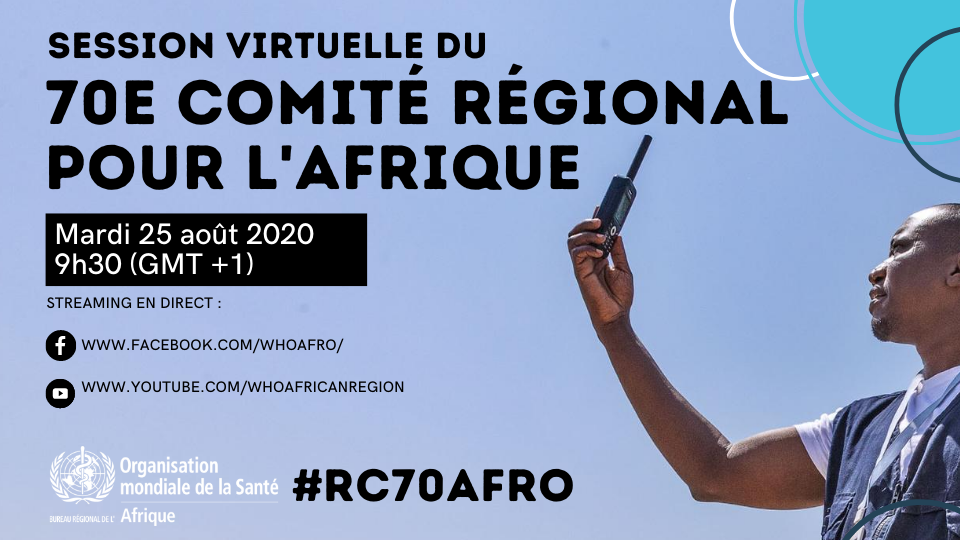 SESSION VIRTUELLE DU
70E COMITÉ RÉGIONAL
POUR L'AFRIQUE
Mardi 25 août 2020
9h30 (GMT +1)
STREAMING EN DIRECT :
WWW.FACEBOOK.COM/WHOAFRO/
WWW.YOUTUBE.COM/WHOAFRICANREGION
Organisation
mondiale de la Santé
BUREAU RÉGIONAL DE L' Afrique
#RC70AFRO